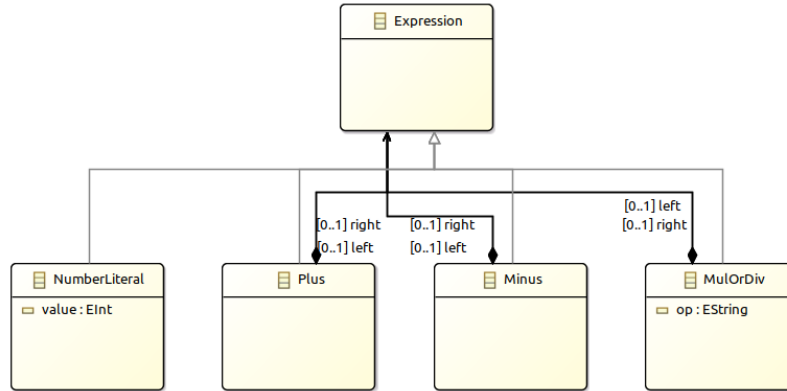 Expression
[0..1] left
[0..1] right [0..1] right [0..1] right
[0..1] left [0..1] left
NumberLiteral Plus Minus MulOrDiv
value : EInt op : EString